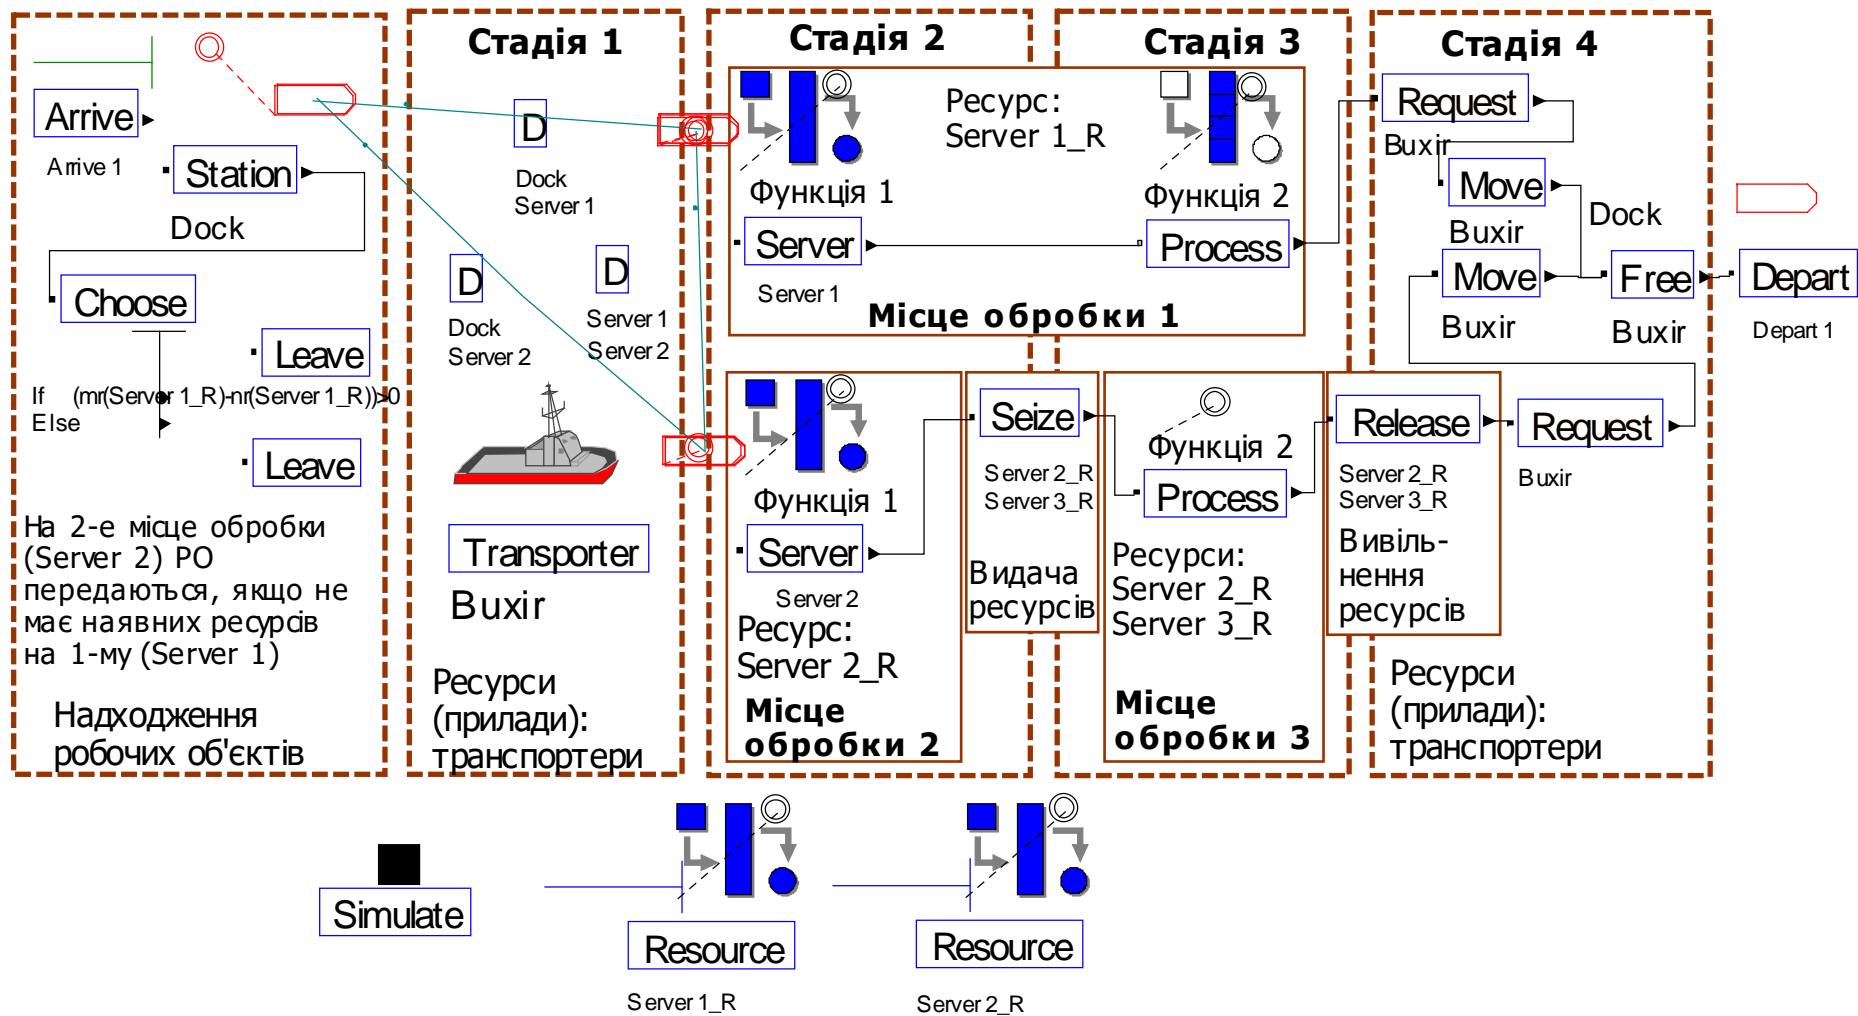 Arrive
Arrive 1
Station
Dock
Choose
Leave
If (mr(Server 1_R)-nr(Server 1_R))>0
Else
Leave
На 2-е місце обробки
(Server 2) РО
передаються, якщо не
має наявних ресурсів
на 1-му (Server 1)
Надходження
робочих об'єктів
Стадія 1
D
Dock
Server 1
D
Dock
Server 2
D
Server 1
Server 2
Transporter
Buxir
Ресурси
(прилади):
транспортери
Стадія 2
Стадія 3
Функція 1
Ресурс:
Server 1_R
Функція 2
Server
Server 1
Process
Місце обробки 1
Функція 1
Server
Server 2
Ресурс:
Server 2_R
Місце
обробки 2
Seize
Server 2_R
Server 3_R
Видача
ресурсів
Функція 2
Process
Ресурси:
Server 2_R
Server 3_R
Місце
обробки 3
Release
Server 2_R
Server 3_R
Вивіль-
нення
ресурсів
Стадія 4
Request
Buxir
Move
Buxir
Dock
Move
Buxir
Free
Buxir
Depart
Depart 1
Request
Buxir
Ресурси
(прилади):
транспортери
Simulate
Resource
Server 1_R
Resource
Server 2_R